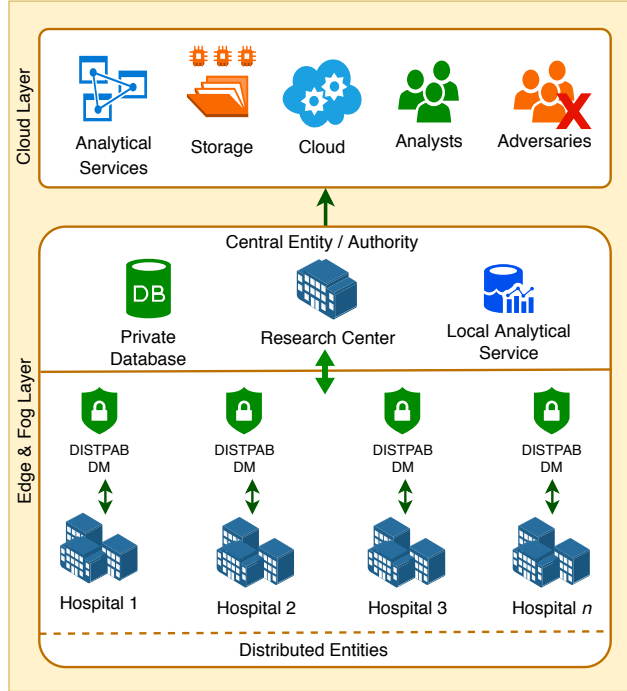 Cloud Layer
Analytical
Services
Storage
Cloud
Analysts
Adversaries
Edge & Fog Layer
Central Entity / Authority
DB
Private
Database
Research Center
Local Analytical
Service
DISTPAB
DM
DISTPAB
DM
DISTPAB
DM
DISTPAB
DM
Hospital 1
Hospital 2
Hospital 3
Hospital n
Distributed Entities